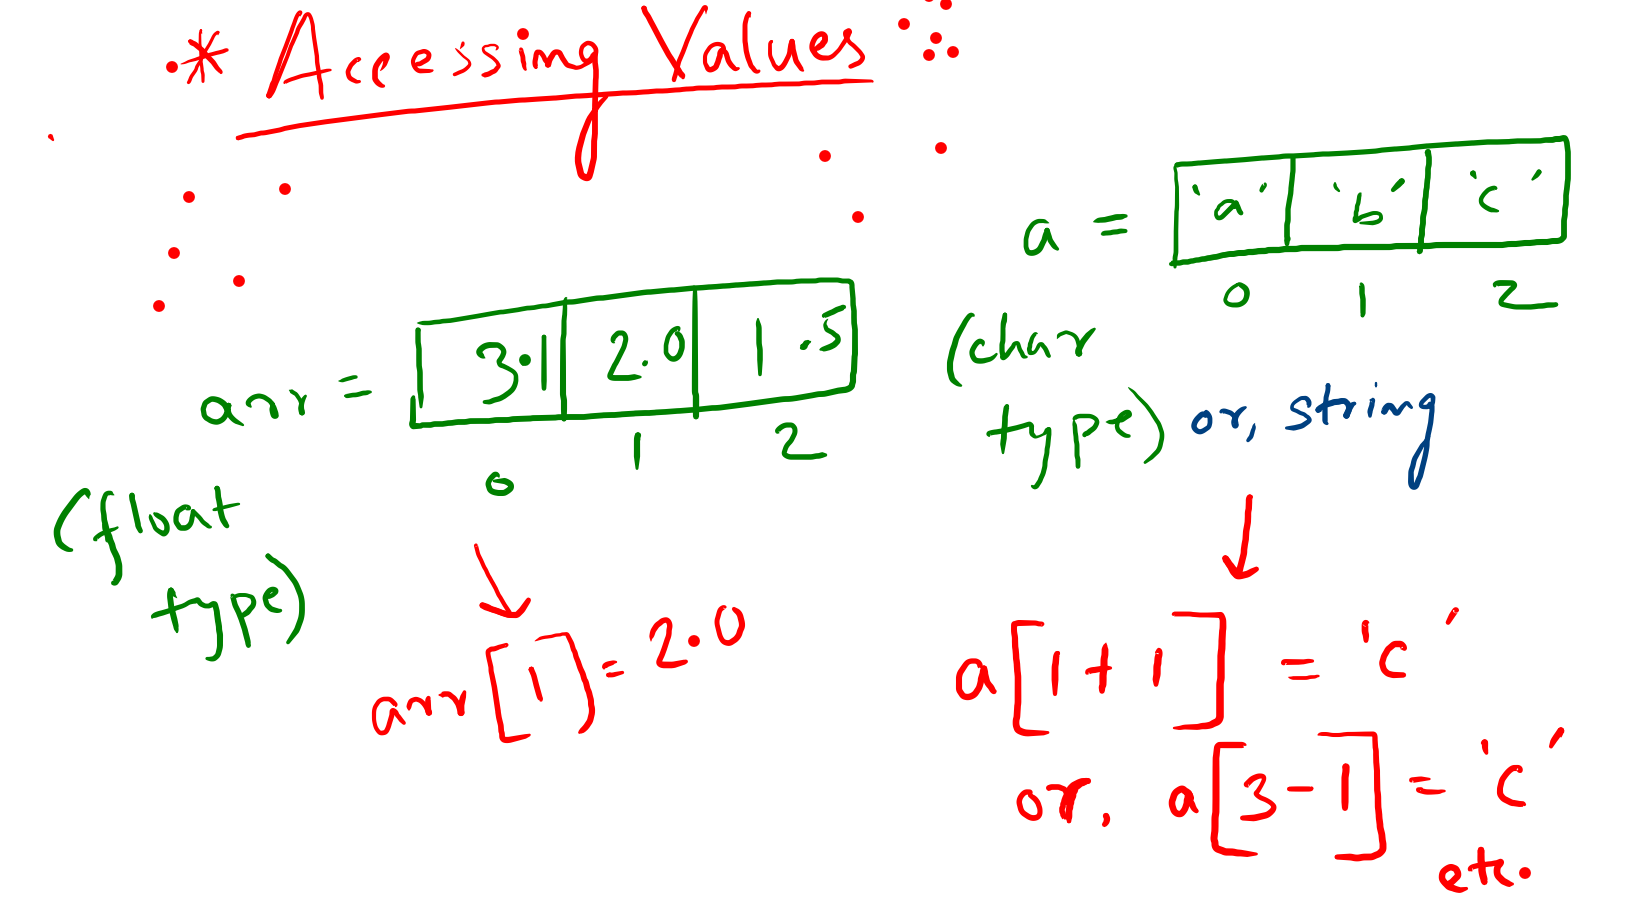 * Accessing Values
arr = 3.1 2.0 1.5
0 1 2
(float
type)
arr[1] = 2.0
a = 'a' 'b' 'c'
0 1 2
(char
type) or, string
a[1+1] = 'c'
or, a[3-1] = 'c'
etc.